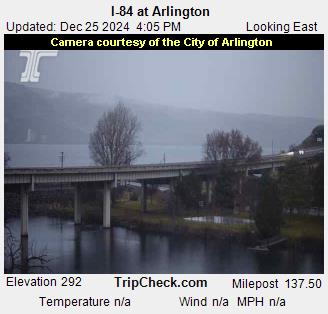 I-84 at Arlington
Updated: Dec 25 2024 4:05 PM Looking East
Camera courtesy of the City of Arlington
Elevation 292 TripCheck.com Milepost 137.50
Temperature n/a Wind n/a MPH n/a